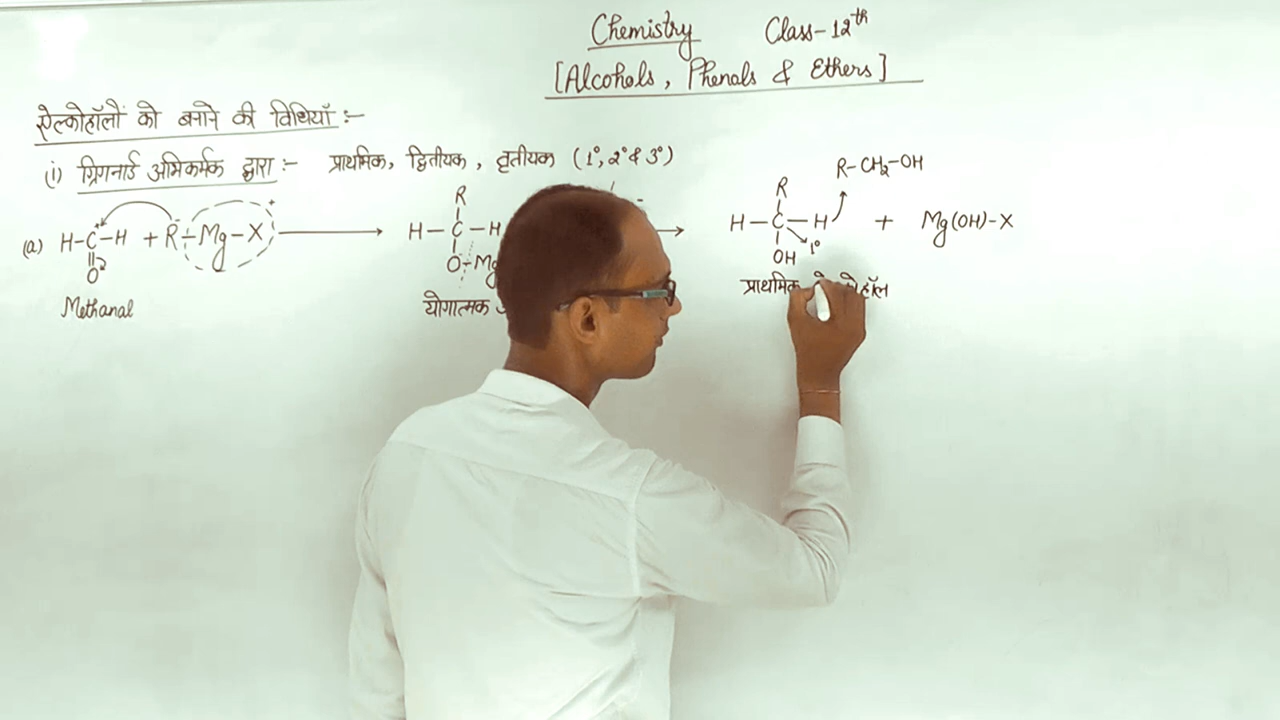 Chemistry Class-12th
[Alcohols, Phenols & Ethers]
ऐल्कोहॉलों को बनाने की विधियाँ :-
(i) ग्रिगनार्ड अभिकर्मक द्वारा :- प्राथमिक, द्वितीयक, तृतीयक (1°, 2° & 3°)
R R R-CH2-OH
(a) H-C-H + R-Mg-X H-C-H H-C-H + Mg(OH)-X
O O-Mg OH 1°
Methanal योगात्मक प्राथमिक